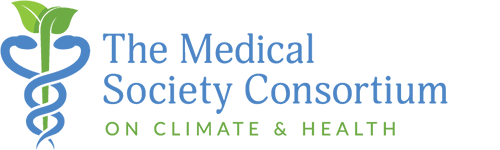 The Medical
Society Consortium
ON CLIMATE & HEALTH